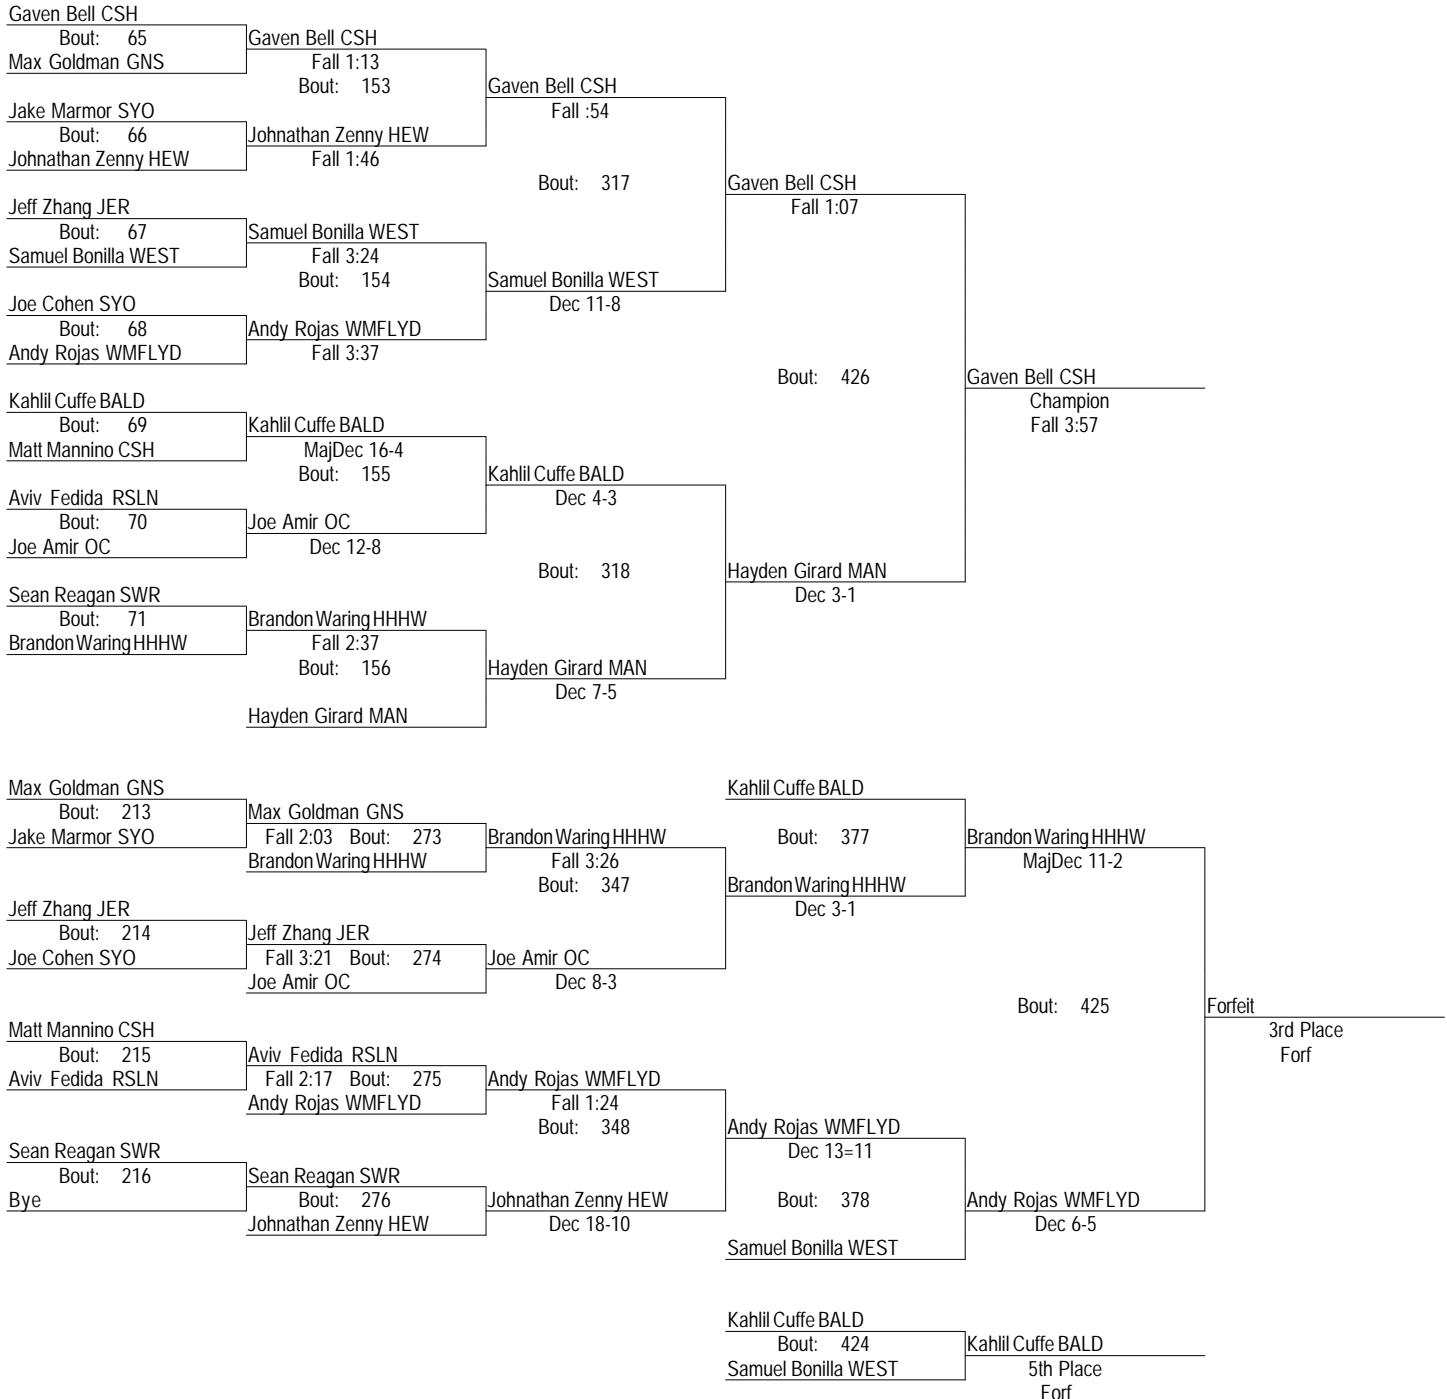 Gaven Bell CSH
Bout: 65
Gaven Bell CSH
Max Goldman GNS
Fall 1:13
Bout: 153
Gaven Bell CSH
Jake Marmor SYO
Fall :54
Bout: 66
Johnathan Zenny HEW
Johnathan Zenny HEW
Fall 1:46
Bout: 317
Gaven Bell CSH
Jeff Zhang JER
Fall 1:07
Bout: 67
Samuel Bonilla WEST
Samuel Bonilla WEST
Fall 3:24
Bout: 154
Samuel Bonilla WEST
Joe Cohen SYO
Dec 11-8
Bout: 68
Andy Rojas WMFLYD
Andy Rojas WMFLYD
Fall 3:37
Bout: 426
Gaven Bell CSH
Kahlil Cuffe BALD
Champion
Bout: 69
Kahlil Cuffe BALD
Fall 3:57
Matt Mannino CSH
MajDec 16-4
Bout: 155
Kahlil Cuffe BALD
Aviv Fedida RSLN
Dec 4-3
Bout: 70
Joe Amir OC
Joe Amir OC
Dec 12-8
Bout: 318
Hayden Girard MAN
Sean Reagan SWR
Dec 3-1
Bout: 71
Brandon Waring HHHW
Brandon Waring HHHW
Fall 2:37
Bout: 156
Hayden Girard MAN
Dec 7-5
Hayden Girard MAN
Max Goldman GNS
Kahlil Cuffe BALD
Bout: 213
Max Goldman GNS
Jake Marmor SYO
Fall 2:03 Bout: 273
Brandon Waring HHHW
Bout: 377
Brandon Waring HHHW
Brandon Waring HHHW
Fall 3:26
MajDec 11-2
Bout: 347
Brandon Waring HHHW
Jeff Zhang JER
Dec 3-1
Bout: 214
Jeff Zhang JER
Joe Cohen SYO
Fall 3:21 Bout: 274
Joe Amir OC
Joe Amir OC
Dec 8-3
Bout: 425
Forfeit
Matt Mannino CSH
3rd Place
Bout: 215
Aviv Fedida RSLN
Forf
Aviv Fedida RSLN
Fall 2:17 Bout: 275
Andy Rojas WMFLYD
Andy Rojas WMFLYD
Fall 1:24
Bout: 348
Andy Rojas WMFLYD
Sean Reagan SWR
Dec 13=11
Bout: 216
Sean Reagan SWR
Bye
Bout: 276
Johnathan Zenny HEW
Bout: 378
Andy Rojas WMFLYD
Johnathan Zenny HEW
Dec 18-10
Dec 6-5
Samuel Bonilla WEST
Kahlil Cuffe BALD
Bout: 424
Kahlil Cuffe BALD
Samuel Bonilla WEST
5th Place
Forf